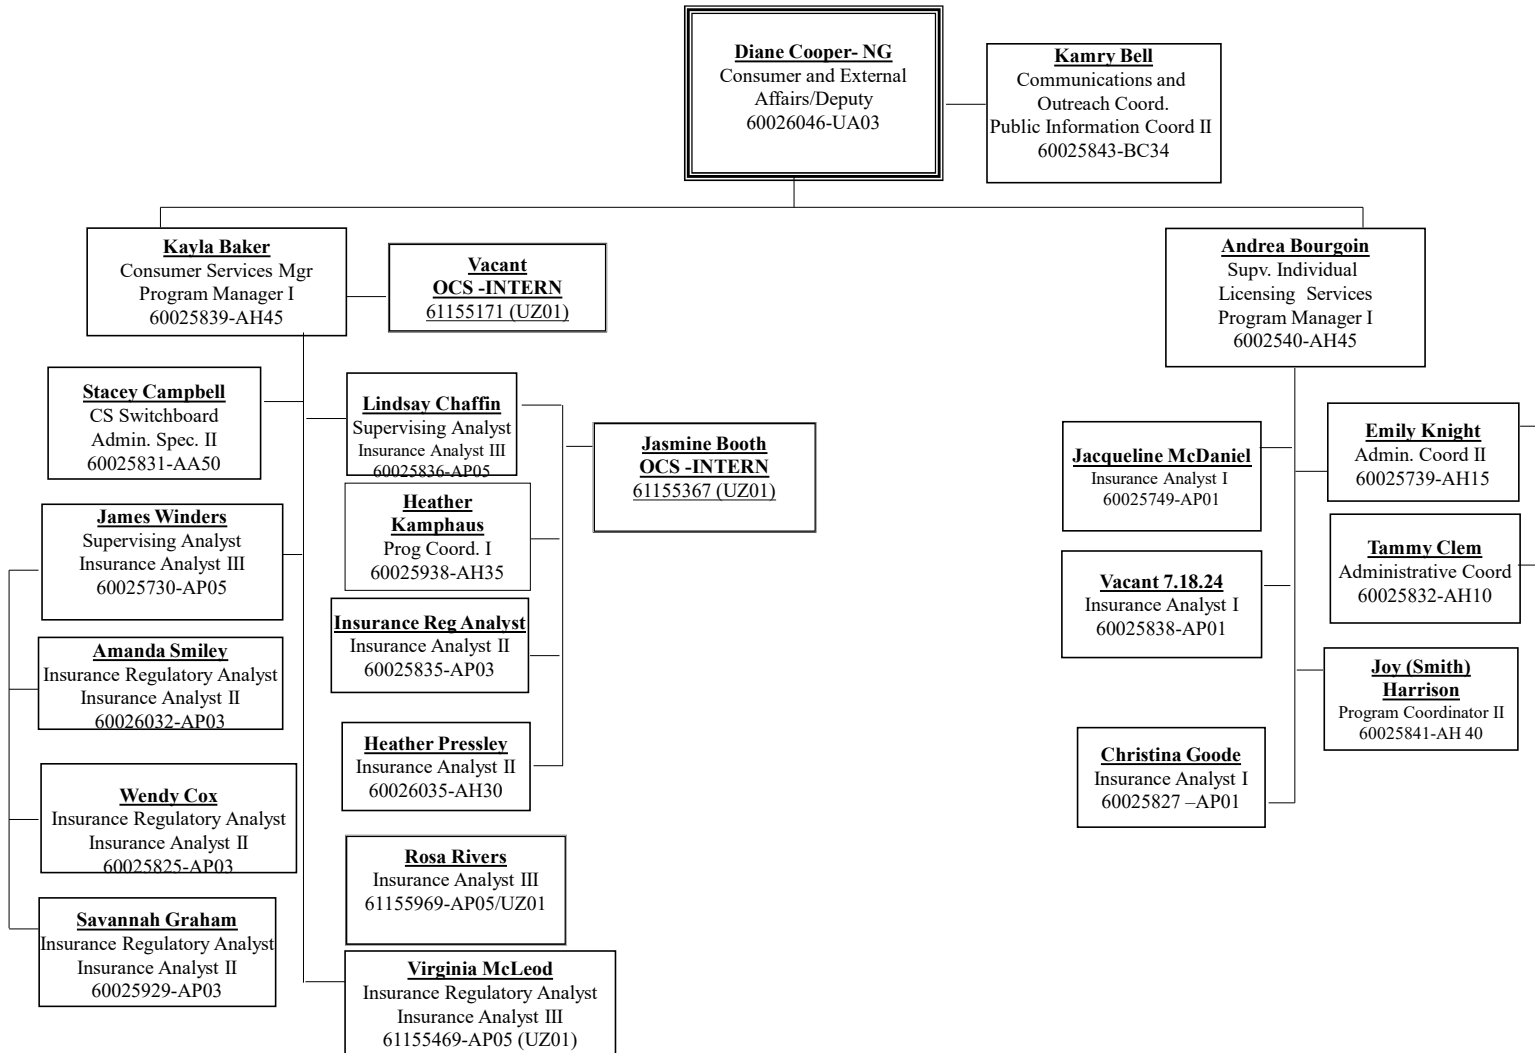 Diane Cooper- NG
Consumer and External
Affairs/Deputy
60026046-UA03
Kamry Bell
Communications and
Outreach Coord.
Public Information Coord II
60025843-BC34
Kayla Baker
Consumer Services Mgr
Program Manager I
60025839-AH45
Vacant
OCS -INTERN
61155171 (UZ01)
Andrea Bourgoin
Supv. Individual
Licensing Services
Program Manager I
6002540-AH45
Stacey Campbell
CS Switchboard
Admin. Spec. II
60025831-AA50
Lindsay Chaffin
Supervising Analyst
Insurance Analyst III
60025836-AP05
Jasmine Booth
OCS -INTERN
61155367 (UZ01)
Jacqueline McDaniel
Insurance Analyst I
60025749-AP01
Emily Knight
Admin. Coord II
60025739-AH15
James Winders
Supervising Analyst
Insurance Analyst III
60025730-AP05
Heather
Kamphaus
Prog Coord. I
60025938-AH35
Vacant 7.18.24
Insurance Analyst I
60025838-AP01
Tammy Clem
Administrative Coord
60025832-AH10
Amanda Smiley
Insurance Regulatory Analyst
Insurance Analyst II
60026032-AP03
Insurance Reg Analyst
Insurance Analyst II
60025835-AP03
Joy (Smith)
Harrison
Program Coordinator II
60025841-AH 40
Wendy Cox
Insurance Regulatory Analyst
Insurance Analyst II
60025825-AP03
Heather Pressley
Insurance Analyst II
60026035-AH30
Christina Goode
Insurance Analyst I
60025827 –AP01
Savannah Graham
Insurance Regulatory Analyst
Insurance Analyst II
60025929-AP03
Rosa Rivers
Insurance Analyst III
61155969-AP05/UZ01
Virginia McLeod
Insurance Regulatory Analyst
Insurance Analyst III
61155469-AP05 (UZ01)